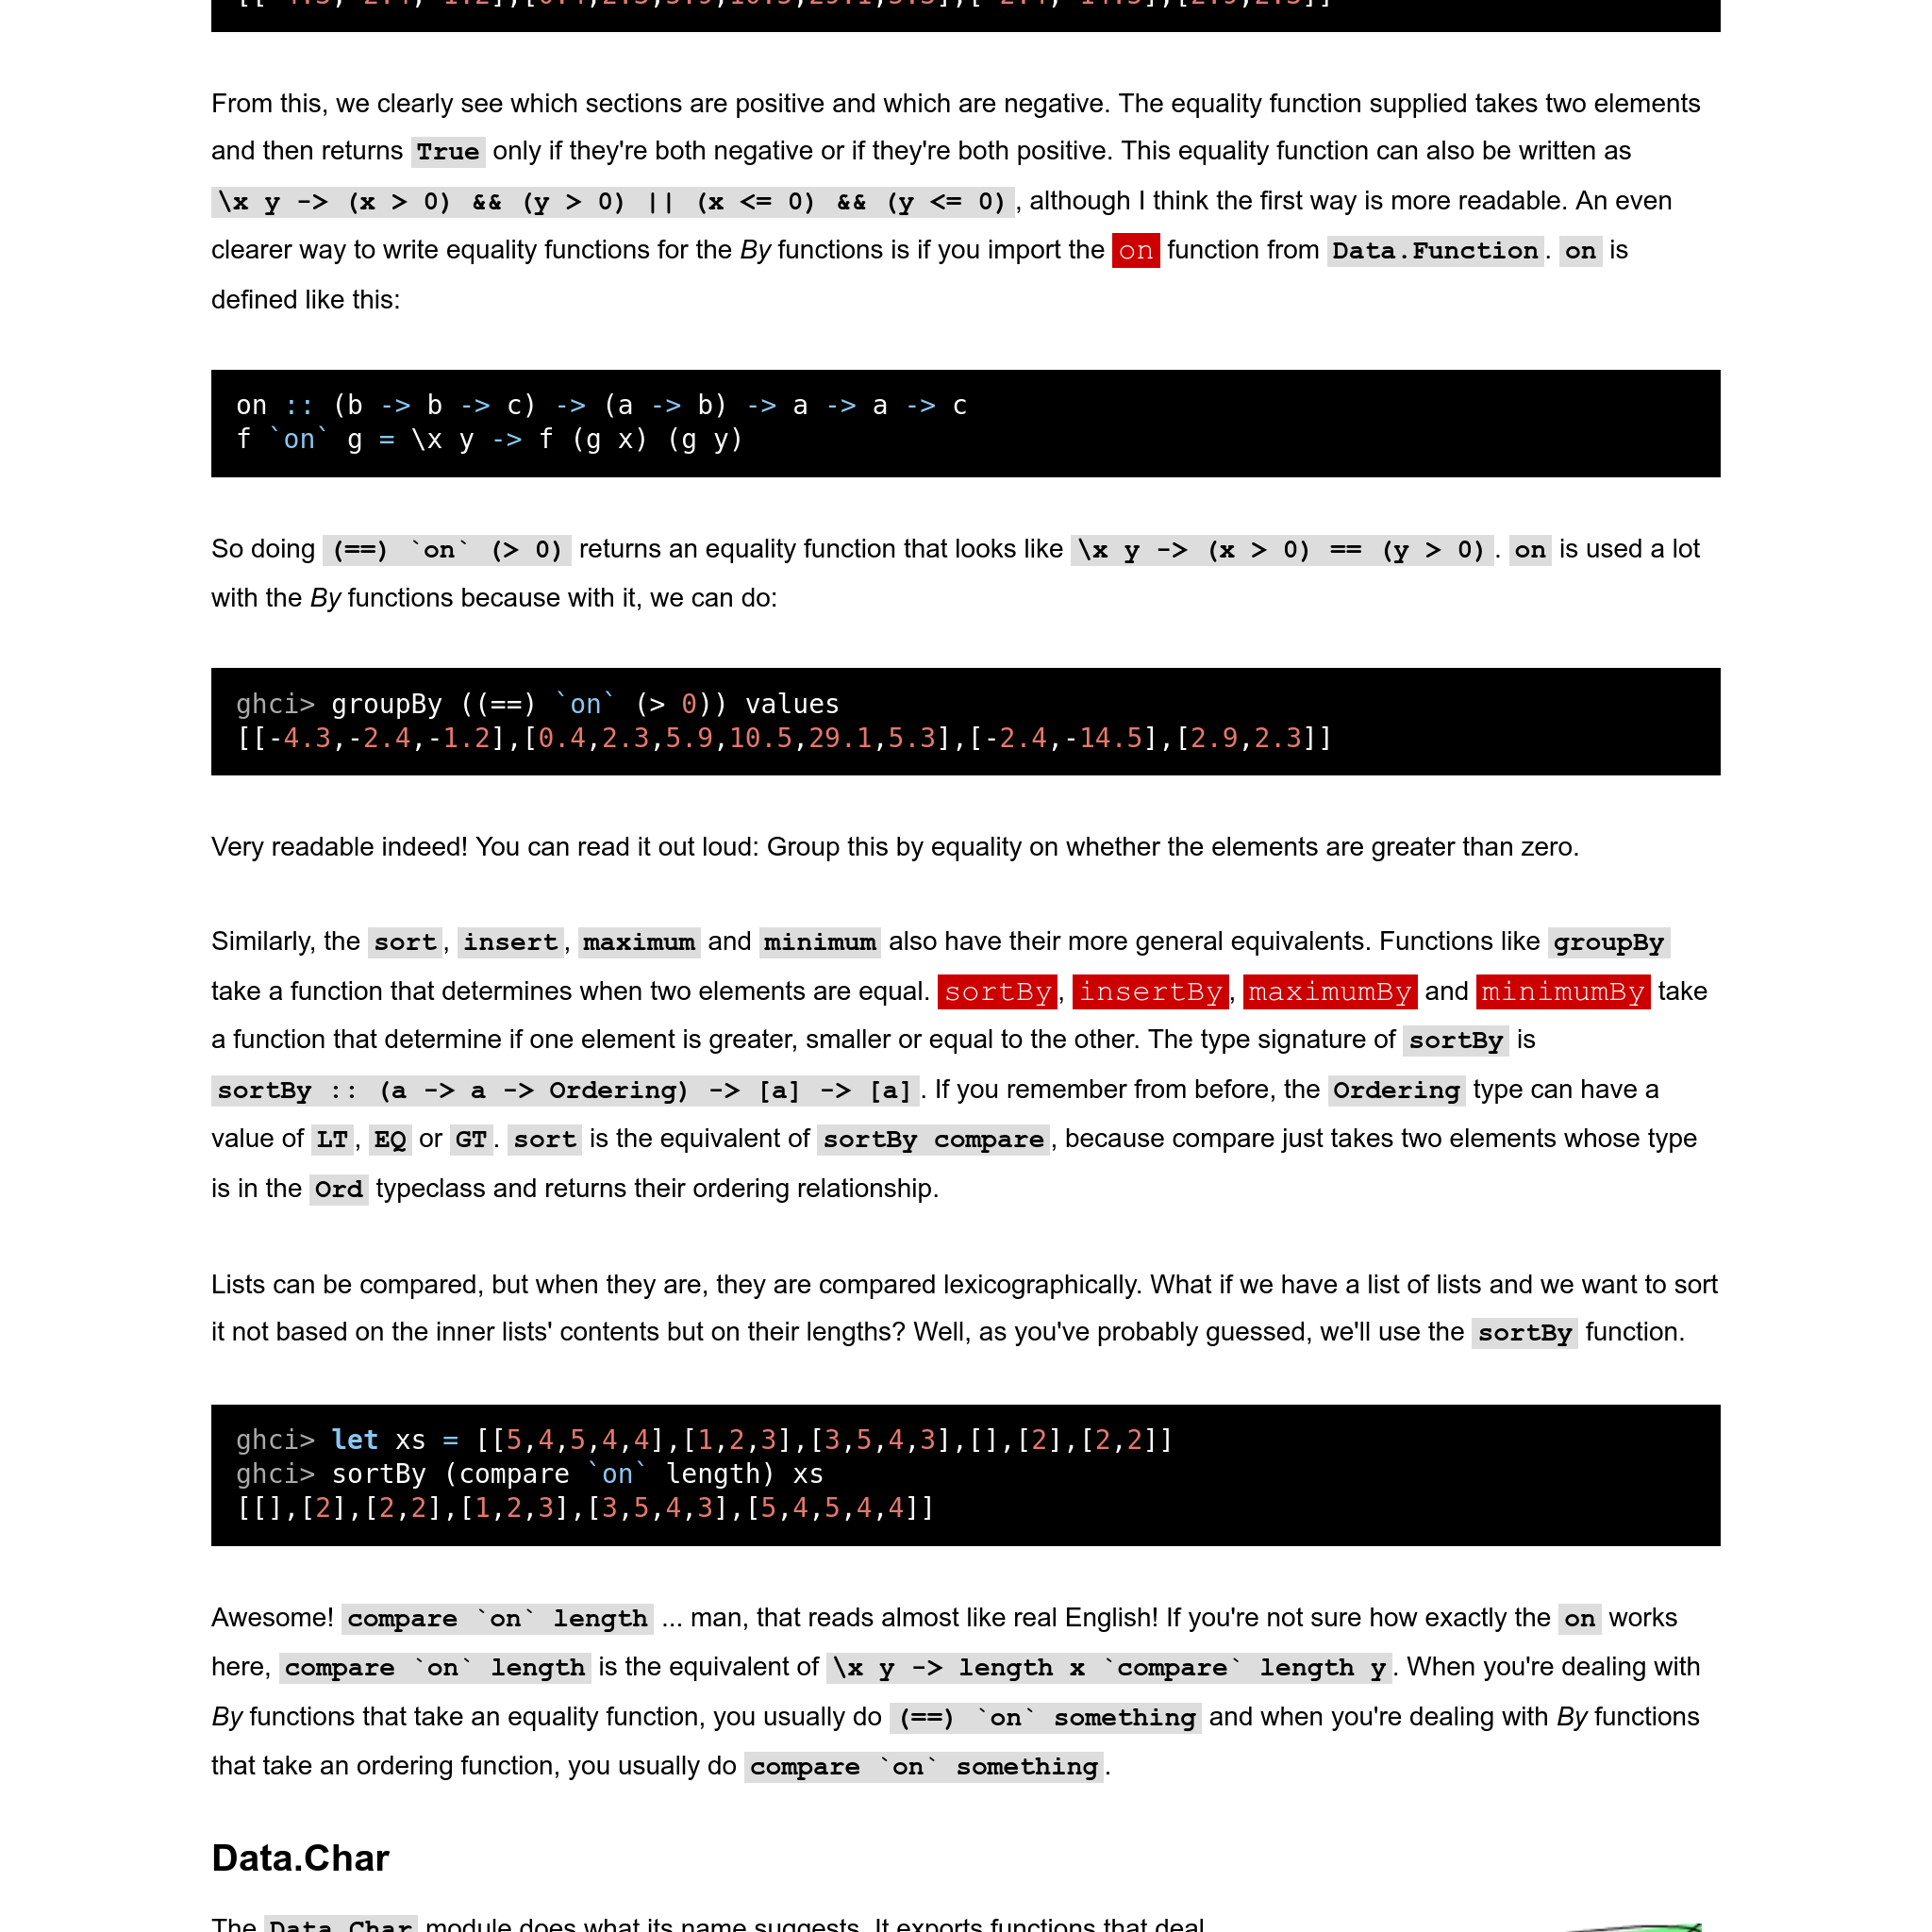 From this, we clearly see which sections are positive and which are negative. The equality function supplied takes two elements
and then returns True only if they're both negative or if they're both positive. This equality function can also be written as
\x y -> (x > 0) && (y > 0) || (x <= 0) && (y <= 0), although I think the first way is more readable. An even
clearer way to write equality functions for the By functions is if you import the on function from Data.Function. on is
defined like this:
on :: (b -> b -> c) -> (a -> b) -> a -> a -> c
f `on` g = \x y -> f (g x) (g y)
So doing (==) `on` (> 0) returns an equality function that looks like \x y -> (x > 0) == (y > 0). on is used a lot
with the By functions because with it, we can do:
ghci> groupBy ((==) `on` (> 0)) values
[[-4.3,-2.4,-1.2],[0.4,2.3,5.9,10.5,29.1,5.3],[-2.4,-14.5],[2.9,2.3]]
Very readable indeed! You can read it out loud: Group this by equality on whether the elements are greater than zero.
Similarly, the sort, insert, maximum and minimum also have their more general equivalents. Functions like groupBy
take a function that determines when two elements are equal. sortBy, insertBy, maximumBy and minimumBy take
a function that determine if one element is greater, smaller or equal to the other. The type signature of sortBy is
sortBy :: (a -> a -> Ordering) -> [a] -> [a]. If you remember from before, the Ordering type can have a
value of LT, EQ or GT. sort is the equivalent of sortBy compare, because compare just takes two elements whose type
is in the Ord typeclass and returns their ordering relationship.
Lists can be compared, but when they are, they are compared lexicographically. What if we have a list of lists and we want to sort
it not based on the inner lists' contents but on their lengths? Well, as you've probably guessed, we'll use the sortBy function.
ghci> let xs = [[5,4,5,4,4],[1,2,3],[3,5,4,3],[],[2],[2,2]]
ghci> sortBy (compare `on` length) xs
[[],[2],[2,2],[1,2,3],[3,5,4,3],[5,4,5,4,4]]
Awesome! compare `on` length ... man, that reads almost like real English! If you're not sure how exactly the on works
here, compare `on` length is the equivalent of \x y -> length x `compare` length y. When you're dealing with
By functions that take an equality function, you usually do (==) `on` something and when you're dealing with By functions
that take an ordering function, you usually do compare `on` something.
Data.Char
The Data.Char module does what its name suggests. It exports functions that deal